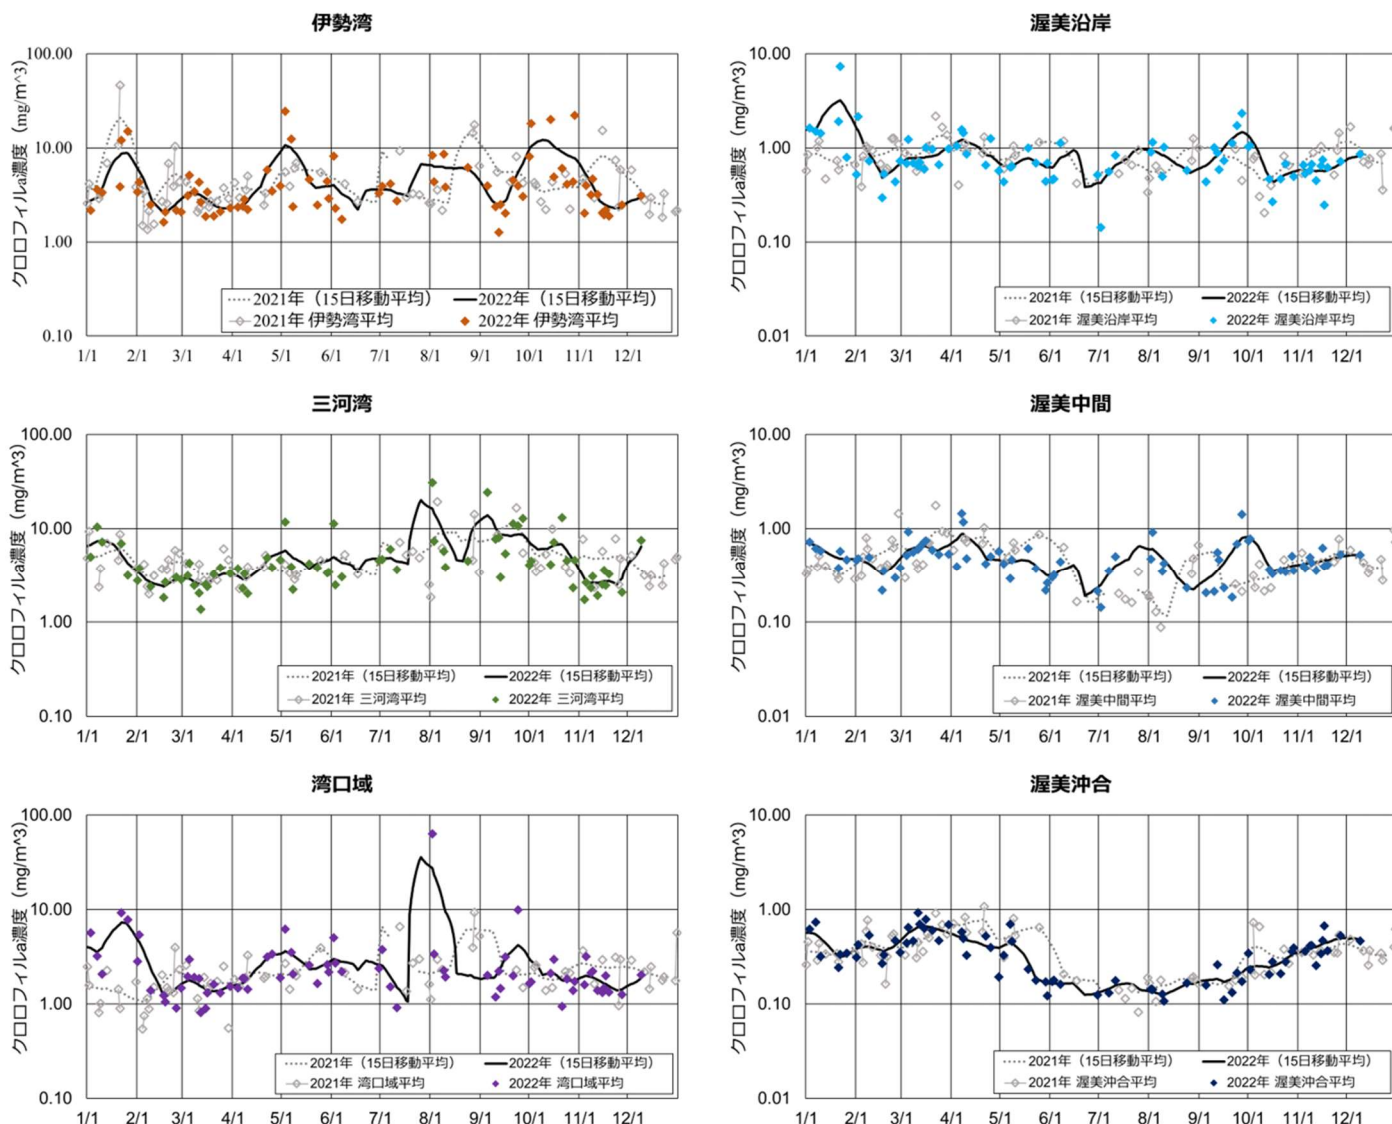 伊勢湾
クロロフィルa濃度（mg/m^3）
100.00
10.00
1.00
0.10
1/1 2/1 3/1 4/1 5/1 6/1 7/1 8/1 9/1 10/1 11/1 12/1
2021年（15日移動平均） 2022年（15日移動平均）
2021年 伊勢湾平均 2022年 伊勢湾平均
渥美沿岸
クロロフィルa濃度（mg/m^3）
10.00
1.00
0.10
0.01
1/1 2/1 3/1 4/1 5/1 6/1 7/1 8/1 9/1 10/1 11/1 12/1
2021年（15日移動平均） 2022年（15日移動平均）
2021年 渥美沿岸平均 2022年 渥美沿岸平均
三河湾
クロロフィルa濃度（mg/m^3）
100.00
10.00
1.00
0.10
1/1 2/1 3/1 4/1 5/1 6/1 7/1 8/1 9/1 10/1 11/1 12/1
2021年（15日移動平均） 2022年（15日移動平均）
2021年 三河湾平均 2022年 三河湾平均
渥美中間
クロロフィルa濃度（mg/m^3）
10.00
1.00
0.10
0.01
1/1 2/1 3/1 4/1 5/1 6/1 7/1 8/1 9/1 10/1 11/1 12/1
2021年（15日移動平均） 2022年（15日移動平均）
2021年 渥美中間平均 2022年 渥美中間平均
湾口域
クロロフィルa濃度（mg/m^3）
100.00
10.00
1.00
0.10
1/1 2/1 3/1 4/1 5/1 6/1 7/1 8/1 9/1 10/1 11/1 12/1
2021年（15日移動平均） 2022年（15日移動平均）
2021年 湾口域平均 2022年 湾口域平均
渥美沖合
クロロフィルa濃度（mg/m^3）
10.00
1.00
0.10
0.01
1/1 2/1 3/1 4/1 5/1 6/1 7/1 8/1 9/1 10/1 11/1 12/1
2021年（15日移動平均） 2022年（15日移動平均）
2021年 渥美沖合平均 2022年 渥美沖合平均